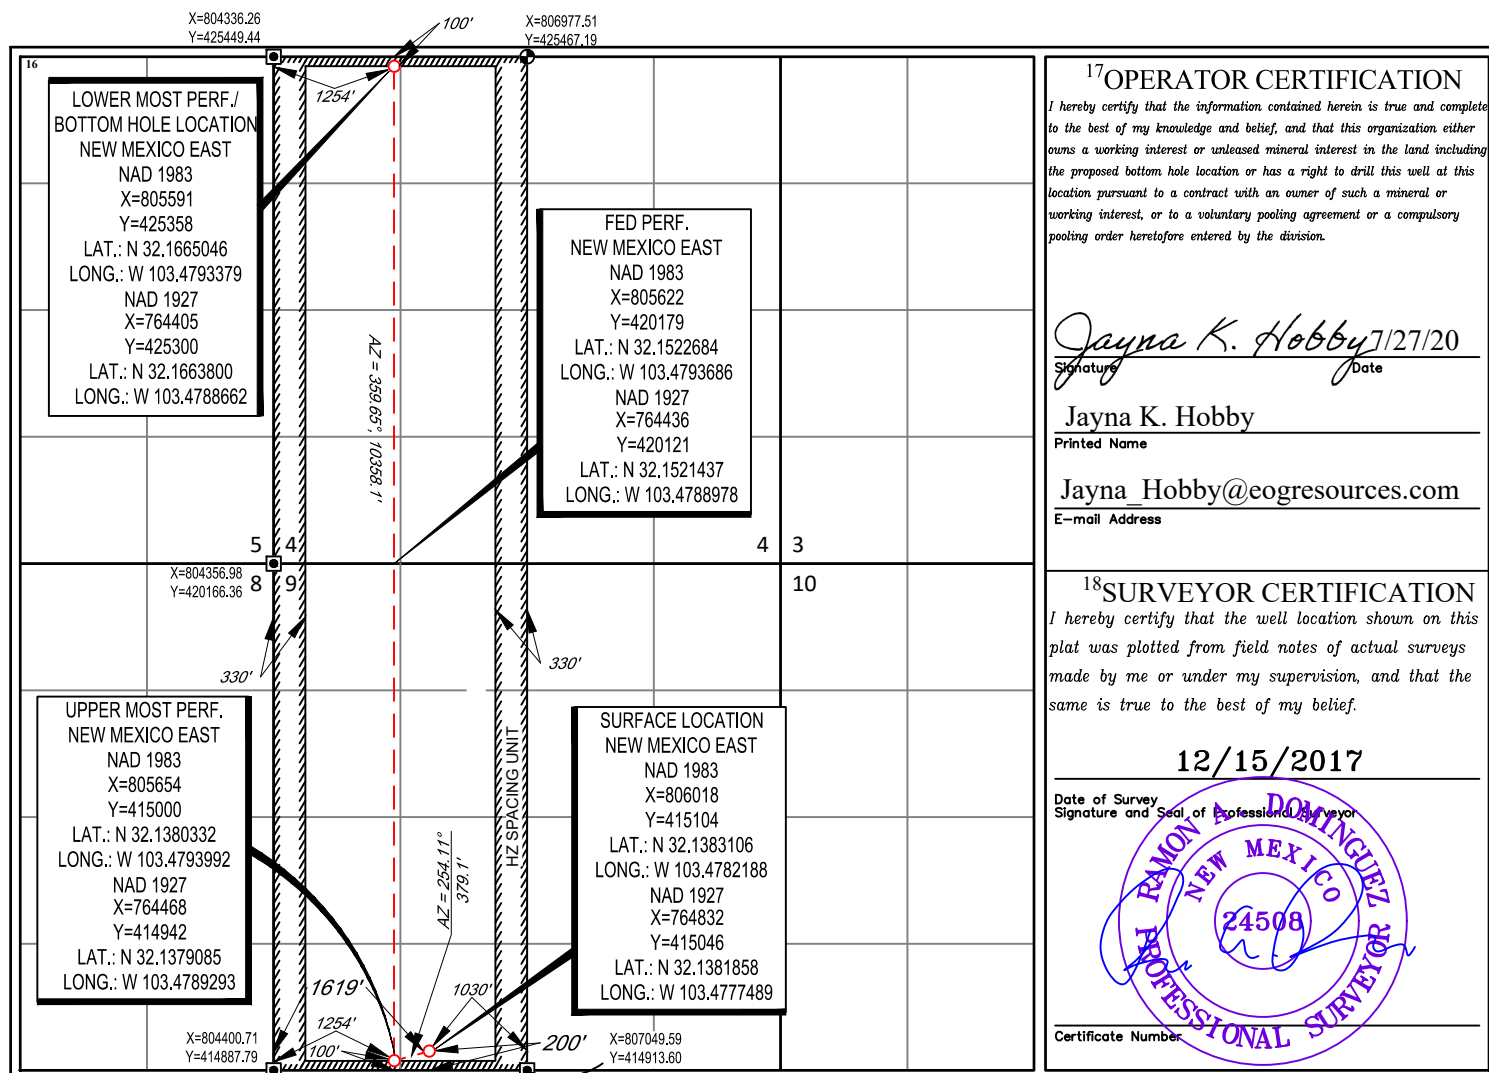 X=804336.26
Y=425449.44
100'
X=806977.51
Y=425467.19
16
1254'
LOWER MOST PERF./
BOTTOM HOLE LOCATION
NEW MEXICO EAST
NAD 1983
X=805591
Y=425358
LAT.: N 32.1665046
LONG.: W 103.4793379
NAD 1927
X=764405
Y=425300
LAT.: N 32.1663800
LONG.: W 103.4788662
FED PERF.
NEW MEXICO EAST
NAD 1983
X=805622
Y=420179
LAT.: N 32.1522684
LONG.: W 103.4793686
NAD 1927
X=764436
Y=420121
LAT.: N 32.1521437
LONG.: W 103.4788978
AZ = 359.65°, 10358.1'
5 4
4 3
8 9
10
X=804356.98
Y=420166.36
330'
330'
UPPER MOST PERF.
NEW MEXICO EAST
NAD 1983
X=805654
Y=415000
LAT.: N 32.1380332
LONG.: W 103.4793992
NAD 1927
X=764468
Y=414942
LAT.: N 32.1379085
LONG.: W 103.4789293
HZ SPACING UNIT
AZ = 254.11°
379.1'
SURFACE LOCATION
NEW MEXICO EAST
NAD 1983
X=806018
Y=415104
LAT.: N 32.1383106
LONG.: W 103.4782188
NAD 1927
X=764832
Y=415046
LAT.: N 32.1381858
LONG.: W 103.4777489
1619'
1030'
1254'
100'
200'
X=804400.71
Y=414887.79
X=807049.59
Y=414913.60
17OPERATOR CERTIFICATION
I hereby certify that the information contained herein is true and complete
to the best of my knowledge and belief, and that this organization either
owns a working interest or unleased mineral interest in the land including
the proposed bottom hole location or has a right to drill this well at this
location pursuant to a contract with an owner of such a mineral or
working interest, or to a voluntary pooling agreement or a compulsory
pooling order heretofore entered by the division.
Jayna K. Hobby 7/27/20
Signature Date
Jayna K. Hobby
Printed Name
Jayna_Hobby@eogresources.com
E-mail Address
18SURVEYOR CERTIFICATION
I hereby certify that the well location shown on this
plat was plotted from field notes of actual surveys
made by me or under my supervision, and that the
same is true to the best of my belief.
12/15/2017
Date of Survey
Signature and Seal of Professional Surveyor
RAMON A. DOMINGUEZ
NEW MEXICO
24508
PROFESSIONAL SURVEYOR
Certificate Number